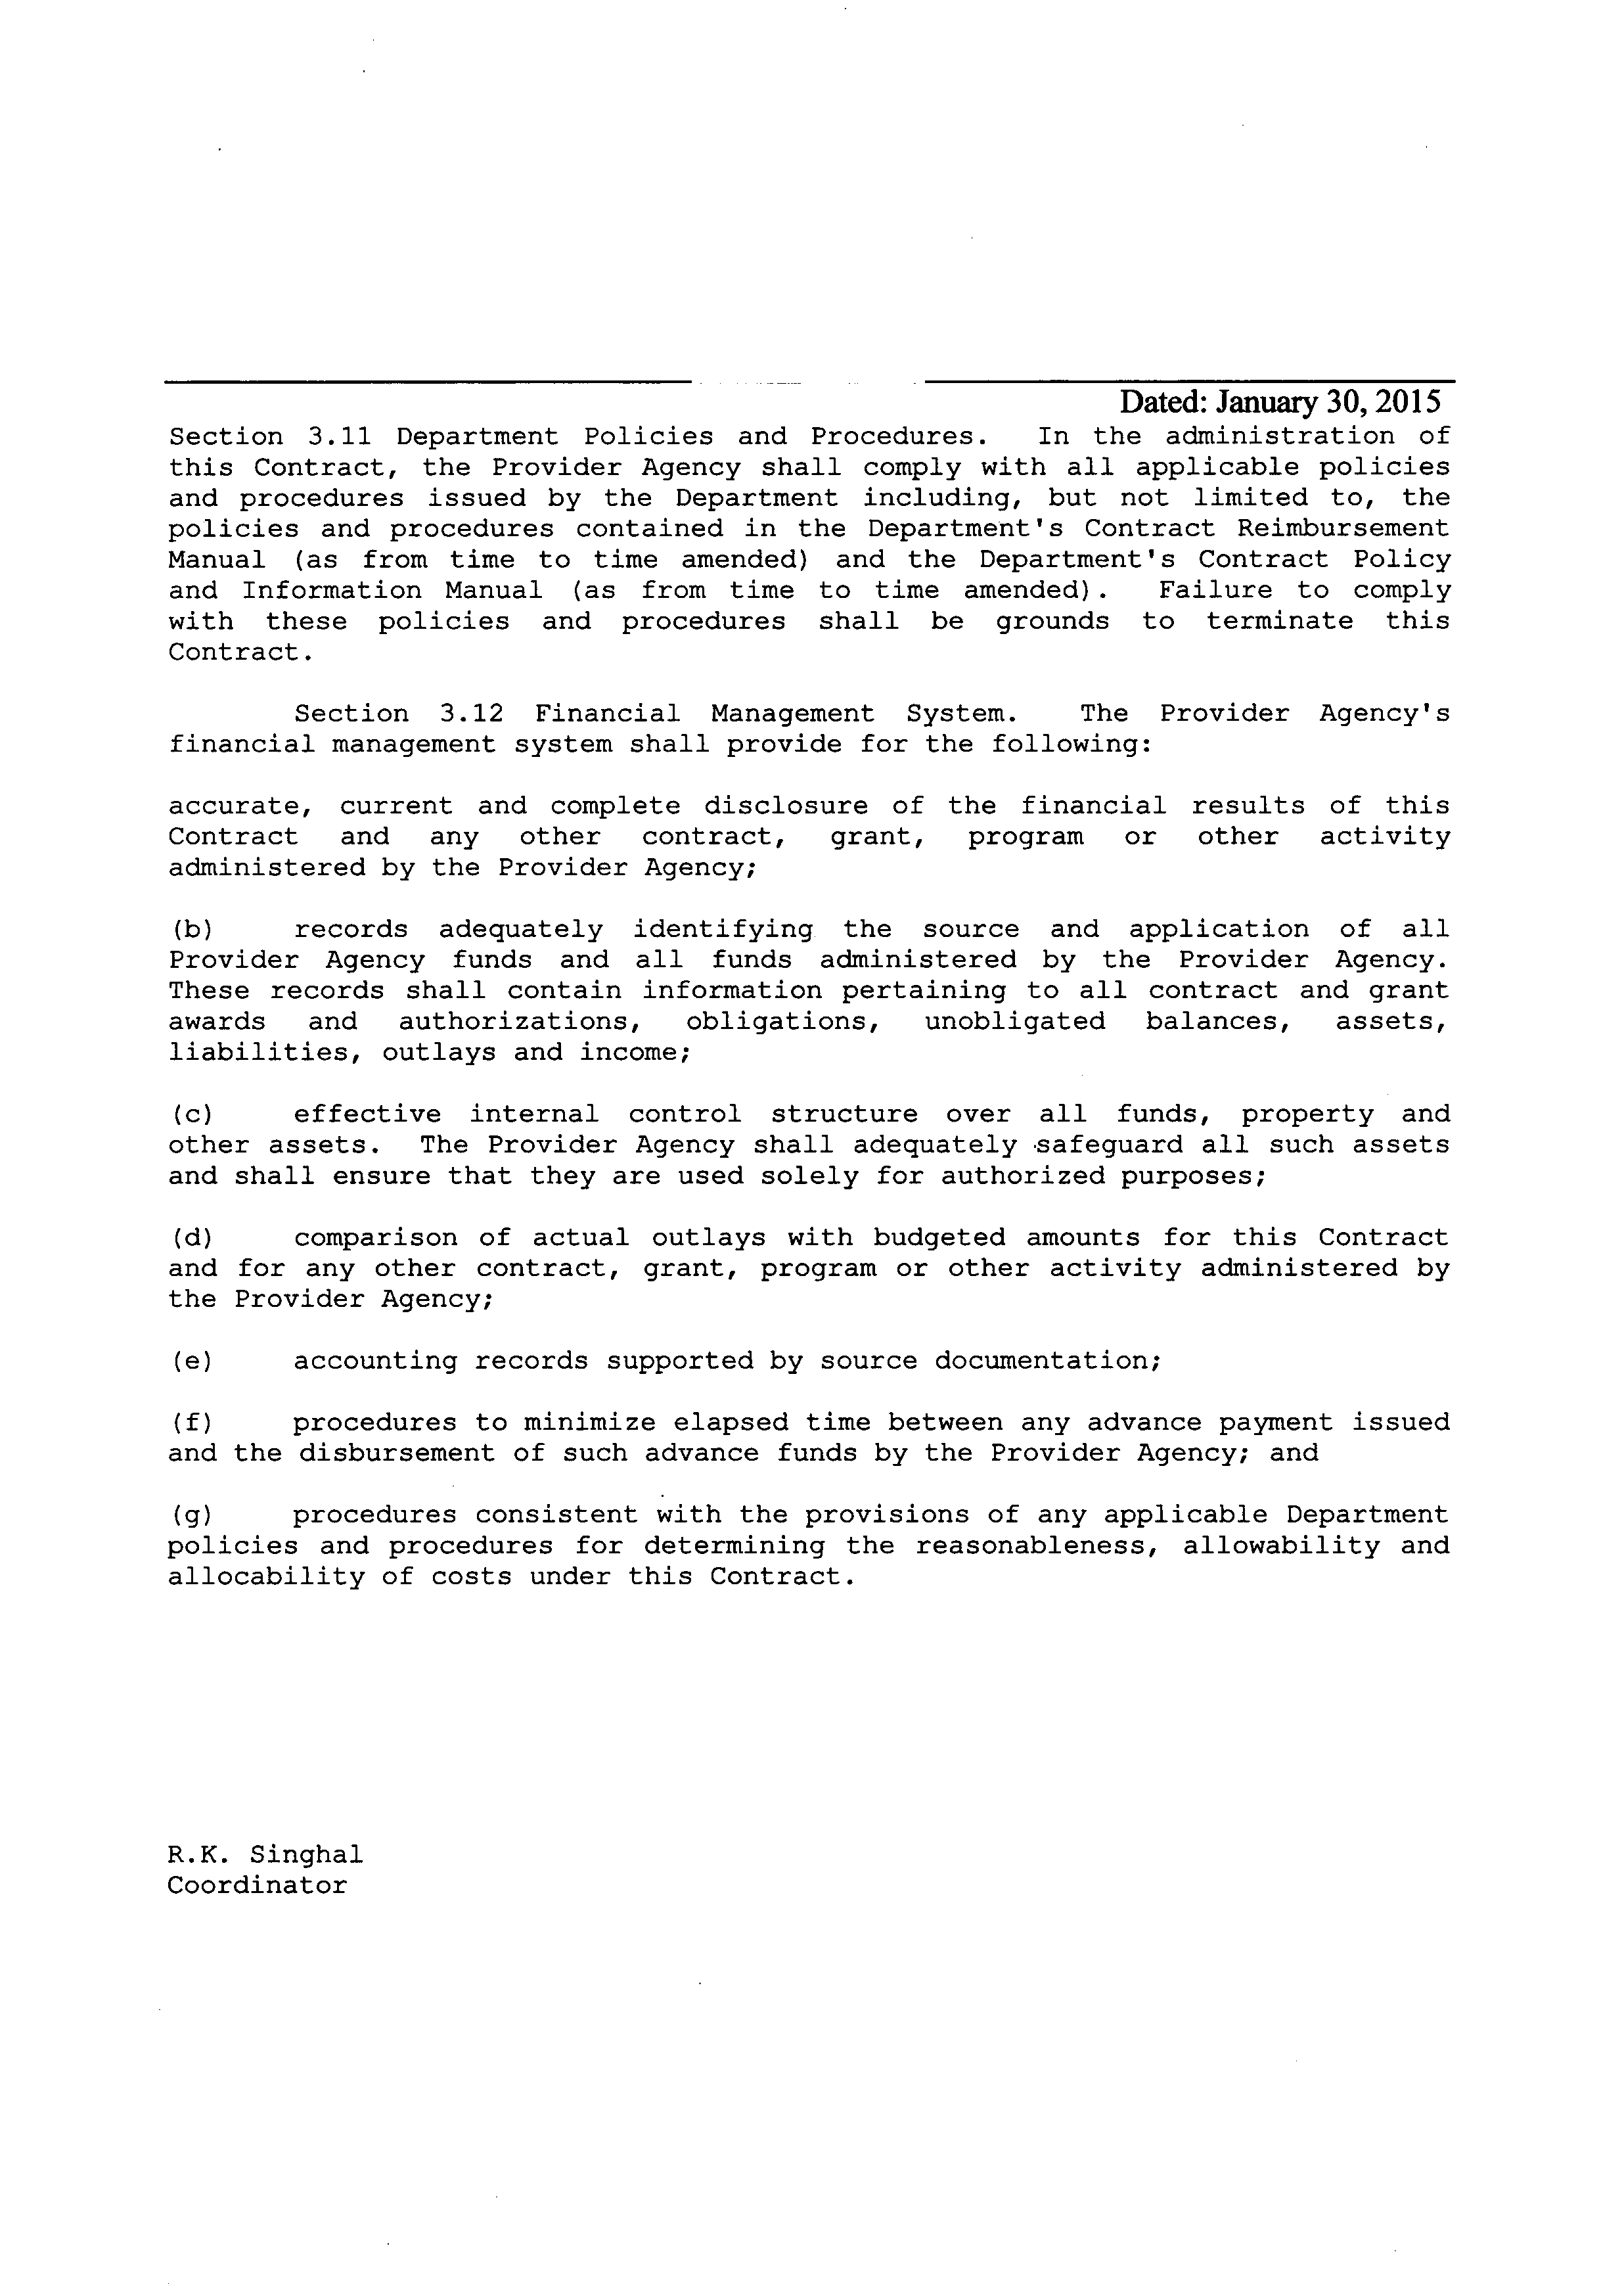 Dated: January 30, 2015
Section 3.11 Department Policies and Procedures. In the administration of
this Contract, the Provider Agency shall comply with all applicable policies
and procedures issued by the Department including, but not limited to, the
policies and procedures contained in the Department's Contract Reimbursement
Manual (as from time to time amended) and the Department's Contract Policy
and Information Manual (as from time to time amended). Failure to comply
with these policies and procedures shall be grounds to terminate this
Contract.
Section 3.12 Financial Management System. The Provider Agency's
financial management system shall provide for the following:
accurate, current and complete disclosure of the financial results of this
Contract and any other contract, grant, program or other activity
administered by the Provider Agency;
(b) records adequately identifying the source and application of all
Provider Agency funds and all funds administered by the Provider Agency.
These records shall contain information pertaining to all contract and grant
awards and authorizations, obligations, unobligated balances, assets,
liabilities, outlays and income;
(c) effective internal control structure over all funds, property and
other assets. The Provider Agency shall adequately safeguard all such assets
and shall ensure that they are used solely for authorized purposes;
(d) comparison of actual outlays with budgeted amounts for this Contract
and for any other contract, grant, program or other activity administered by
the Provider Agency;
(e) accounting records supported by source documentation;
(f) procedures to minimize elapsed time between any advance payment issued
and the disbursement of such advance funds by the Provider Agency; and
(g) procedures consistent with the provisions of any applicable Department
policies and procedures for determining the reasonableness, allowability and
allocability of costs under this Contract.
R.K. Singhal
Coordinator